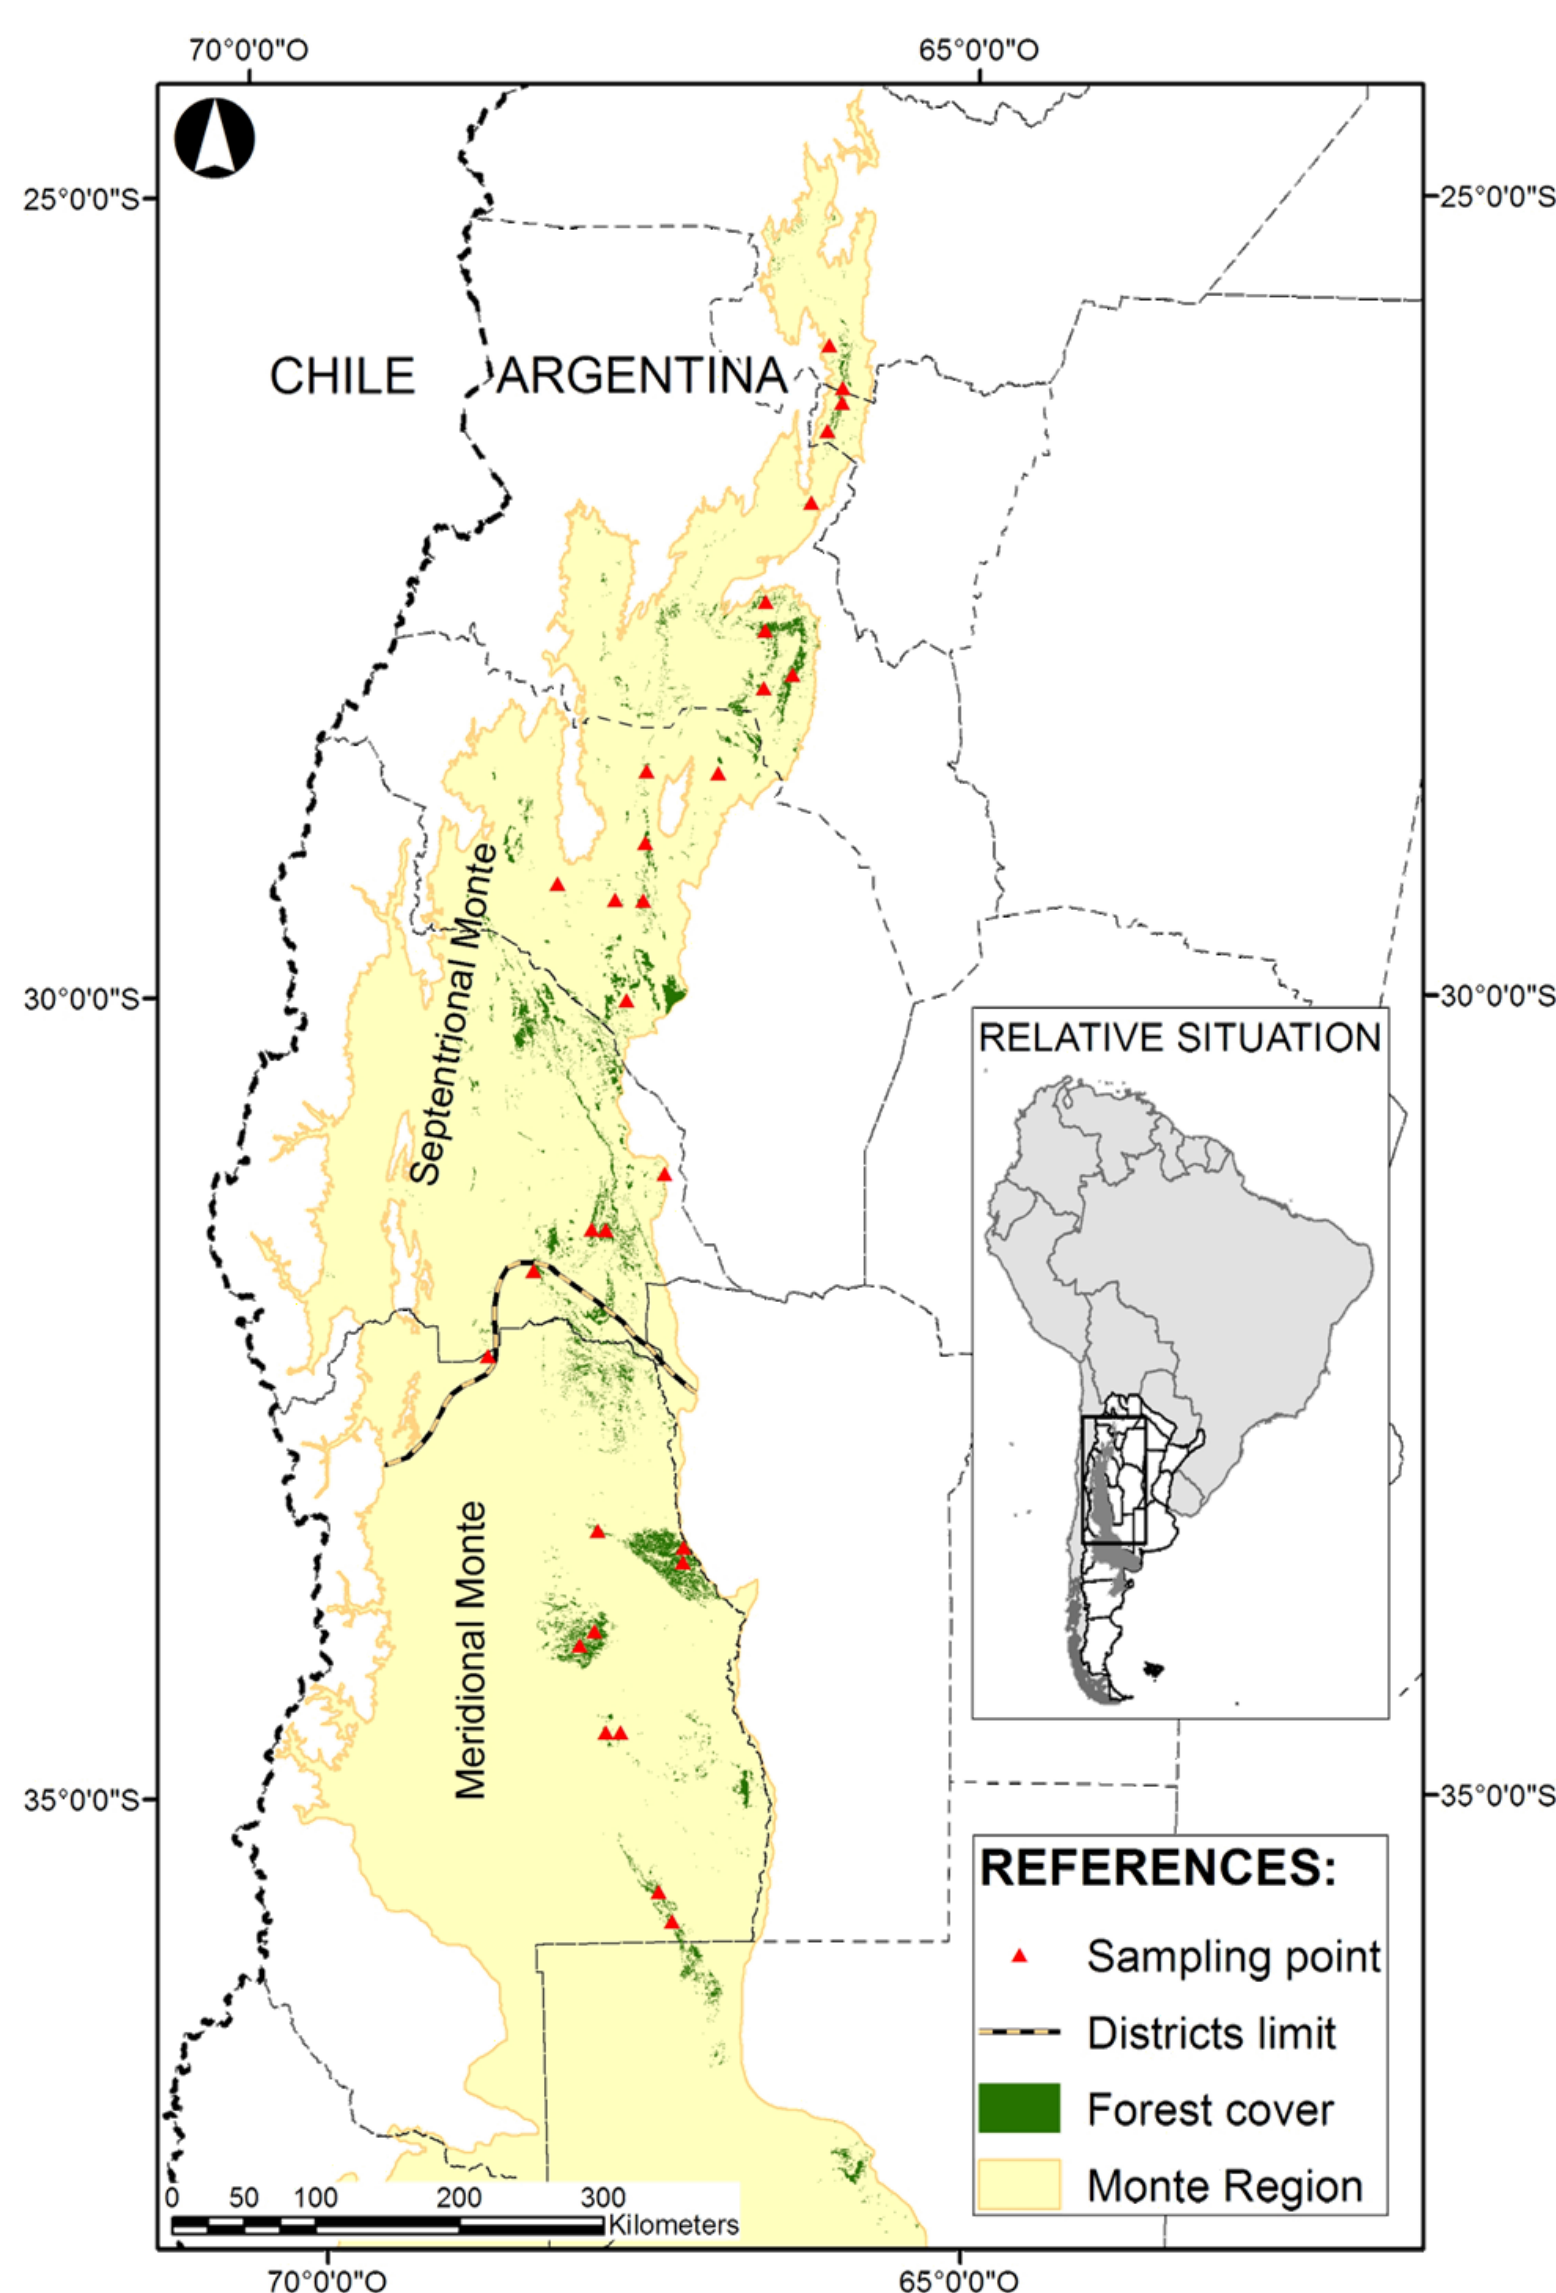 70°0'0"O 65°0'0"O
25°0'0"S 25°0'0"S
CHILE ARGENTINA
Septentrional Monte
30°0'0"S 30°0'0"S
RELATIVE SITUATION
Meridional Monte
35°0'0"S 35°0'0"S
REFERENCES:
Sampling point
Districts limit
Forest cover
Monte Region
0 50 100 200 300
Kilometers
70°0'0"O 65°0'0"O